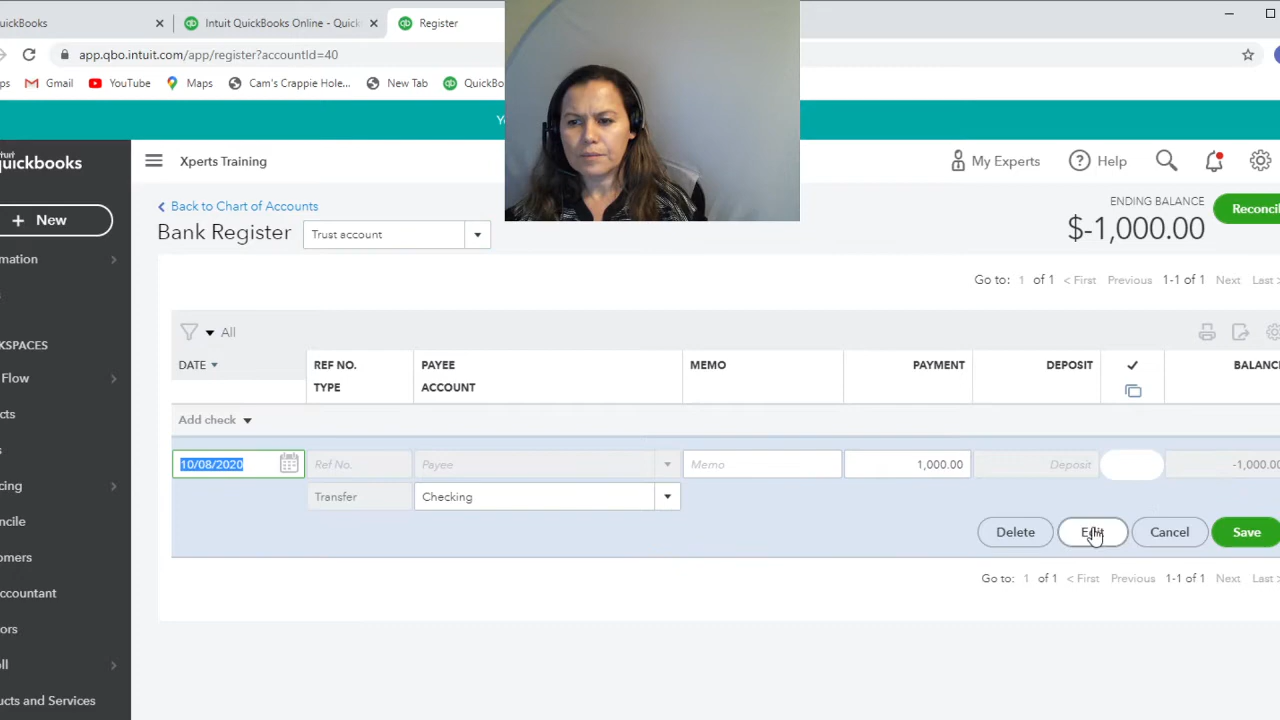 uickBooks
Intuit QuickBooks Online - Quick
Register
app.qbo.intuit.com/app/register?accountId=40
ps
Gmail
YouTube
Maps
Cam's Crappie Hole...
New Tab
QuickBo
Y
quickbooks
Xperts Training
My Experts
Help
+ New
Back to Chart of Accounts
ENDING BALANCE
Reconcil
Bank Register
Trust account
$-1,000.00
mation
Go to: 1 of 1 < First Previous 1-1 of 1 Next Last >
s
All
KSPACES
DATE
REF NO.
TYPE
PAYEE
ACCOUNT
MEMO
PAYMENT
DEPOSIT
✓
BALANC
Flow
cts
Add check
s
10/08/2020
Ref No.
Payee
Memo
1,000.00
Deposit
-1,000.00
cing
Transfer
Checking
ncile
Delete
Edit
Cancel
Save
omers
Go to: 1 of 1 < First Previous 1-1 of 1 Next Last >
ccountant
ors
ll
ucts and Services